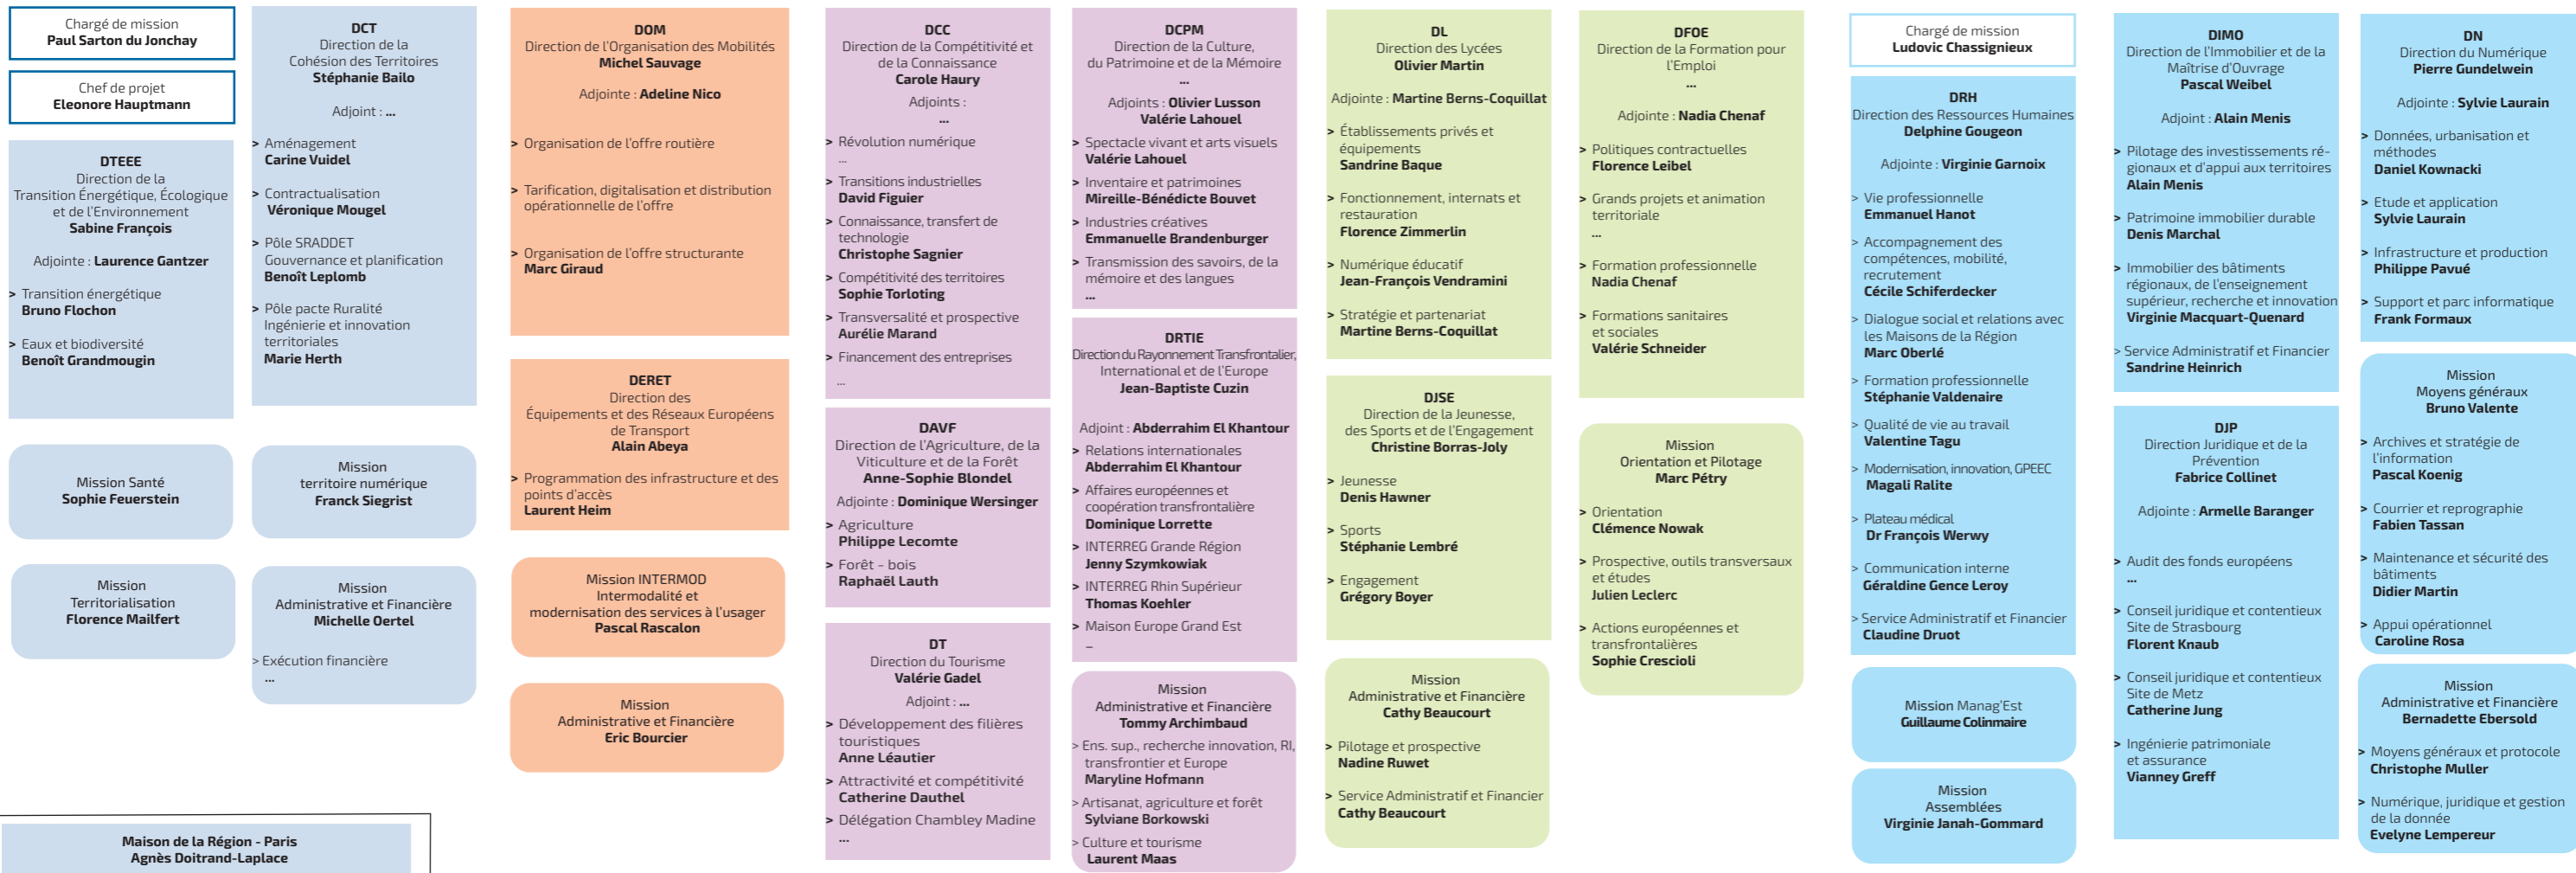 Chargé de mission
Paul Sarton du Jonchay
Chef de projet
Eleonore Hauptmann
DTEEE
Direction de la
Transition Énergétique, Écologique
et de l'Environnement
Sabine François
Adjointe : Laurence Gantzer
> Transition énergétique
Bruno Flochon
> Eaux et biodiversité
Benoît Grandmougin
Mission Santé
Sophie Feuerstein
Mission
Territorialisation
Florence Mailfert
Maison de la Région - Paris
Agnès Doitrand-Laplace
DCT
Direction de la
Cohésion des Territoires
Stéphanie Bailo
Adjoint : ...
> Aménagement
Carine Vuidel
> Contractualisation
Véronique Mougel
> Pôle SRADDET
Gouvernance et planification
Benoît Leplomb
> Pôle pacte Ruralité
Ingénierie et innovation
territoriales
Marie Herth
Mission
territoire numérique
Franck Siegrist
Mission
Administrative et Financière
Michelle Oertel
> Exécution financière
...
DOM
Direction de l'Organisation des Mobilités
Michel Sauvage
Adjointe : Adeline Nico
> Organisation de l'offre routière
> Tarification, digitalisation et distribution
opérationnelle de l'offre
> Organisation de l'offre structurante
Marc Giraud
DERET
Direction des
Équipements et des Réseaux Européens
de Transport
Alain Abeya
> Programmation des infrastructure et des
points d'accès
Laurent Heim
Mission INTERMOD
Intermodalité et
modernisation des services à l'usager
Pascal Rascalon
Mission
Administrative et Financière
Eric Bourcier
DCC
Direction de la Compétitivité et
de la Connaissance
Carole Haury
Adjoints :
...
> Révolution numérique
...
> Transitions industrielles
David Figuier
> Connaissance, transfert de
technologie
Christophe Sagnier
> Compétitivité des territoires
Sophie Torloting
> Transversalité et prospective
Aurélie Marand
> Financement des entreprises
...
DAVF
Direction de l'Agriculture, de la
Viticulture et de la Forêt
Anne-Sophie Blondel
Adjointe : Dominique Wersinger
> Agriculture
Philippe Lecomte
> Forêt - bois
Raphaël Lauth
DT
Direction du Tourisme
Valérie Gadel
Adjoint : ...
> Développement des filières
touristiques
Anne Léautier
> Attractivité et compétitivité
Catherine Dauthel
> Délégation Chambley Madine
...
DCPM
Direction de la Culture,
du Patrimoine et de la Mémoire
...
Adjoints : Olivier Lusson
Valérie Lahouel
> Spectacle vivant et arts visuels
Valérie Lahouel
> Inventaire et patrimoines
Mireille-Bénédicte Bouvet
> Industries créatives
Emmanuelle Brandenburger
> Transmission des savoirs, de la
mémoire et des langues
...
DRTIE
Direction du Rayonnement Transfrontalier,
International et de l'Europe
Jean-Baptiste Cuzin
Adjoint : Abderrahim El Khantour
> Relations internationales
Abderrahim El Khantour
> Affaires européennes et
coopération transfrontalière
Dominique Lorrette
> INTERREG Grande Région
Jenny Szymkowiak
> INTERREG Rhin Supérieur
Thomas Koehler
> Maison Europe Grand Est
–
Mission
Administrative et Financière
Tommy Archimbaud
> Ens. sup., recherche innovation, RI,
transfrontier et Europe
Maryline Hofmann
> Artisanat, agriculture et forêt
Sylviane Borkowski
> Culture et tourisme
Laurent Maas
DL
Direction des Lycées
Olivier Martin
Adjointe : Martine Berns-Coquillat
> Établissements privés et
équipements
Sandrine Baque
> Fonctionnement, internats et
restauration
Florence Zimmerlin
> Numérique éducatif
Jean-François Vendramini
> Stratégie et partenariat
Martine Berns-Coquillat
DJSE
Direction de la Jeunesse,
des Sports et de l'Engagement
Christine Borras-Joly
> Jeunesse
Denis Hawner
> Sports
Stéphanie Lembré
> Engagement
Grégory Boyer
Mission
Administrative et Financière
Cathy Beaucourt
> Pilotage et prospective
Nadine Ruwet
> Service Administratif et Financier
Cathy Beaucourt
DFOE
Direction de la Formation pour
l'Emploi
...
Adjointe : Nadia Chenaf
> Politiques contractuelles
Florence Leibel
> Grands projets et animation
territoriale
...
> Formation professionnelle
Nadia Chenaf
> Formations sanitaires
et sociales
Valérie Schneider
Mission
Orientation et Pilotage
Marc Pétry
> Orientation
Clémence Nowak
> Prospective, outils transversaux
et études
Julien Leclerc
> Actions européennes et
transfrontalières
Sophie Crescioli
Chargé de mission
Ludovic Chassignieux
DRH
Direction des Ressources Humaines
Delphine Gougeon
Adjointe : Virginie Garnoix
> Vie professionnelle
Emmanuel Hanot
> Accompagnement des
compétences, mobilité,
recrutement
Cécile Schiferdecker
> Dialogue social et relations avec
les Maisons de la Région
Marc Oberlé
> Formation professionnelle
Stéphanie Valdenaire
> Qualité de vie au travail
Valentine Tagu
> Modernisation, innovation, GPEEC
Magali Ralite
> Plateau médical
Dr François Werwy
> Communication interne
Géraldine Gence Leroy
> Service Administratif et Financier
Claudine Druot
Mission Manag'Est
Guillaume Colinmaire
Mission
Assemblées
Virginie Janah-Gommard
DIMO
Direction de l'Immobilier et de la
Maîtrise d'Ouvrage
Pascal Weibel
Adjoint : Alain Menis
> Pilotage des investissements ré-
gionaux et d'appui aux territoires
Alain Menis
> Patrimoine immobilier durable
Denis Marchal
> Immobilier des bâtiments
régionaux, de l'enseignement
supérieur, recherche et innovation
Virginie Macquart-Quenard
> Service Administratif et Financier
Sandrine Heinrich
DJP
Direction Juridique et de la
Prévention
Fabrice Collinet
Adjointe : Armelle Baranger
> Audit des fonds européens
...
> Conseil juridique et contentieux
Site de Strasbourg
Florent Knaub
> Conseil juridique et contentieux
Site de Metz
Catherine Jung
> Ingénierie patrimoniale
et assurance
Vianney Greff
DN
Direction du Numérique
Pierre Gundelwein
Adjointe : Sylvie Laurain
> Données, urbanisation et
méthodes
Daniel Kownacki
> Etude et application
Sylvie Laurain
> Infrastructure et production
Philippe Pavué
> Support et parc informatique
Frank Formaux
Mission
Moyens généraux
Bruno Valente
> Archives et stratégie de
l'information
Pascal Koenig
> Courrier et reprographie
Fabien Tassan
> Maintenance et sécurité des
bâtiments
Didier Martin
> Appui opérationnel
Caroline Rosa
Mission
Administrative et Financière
Bernadette Ebersold
> Moyens généraux et protocole
Christophe Muller
> Numérique, juridique et gestion
de la donnée
Evelyne Lempereur